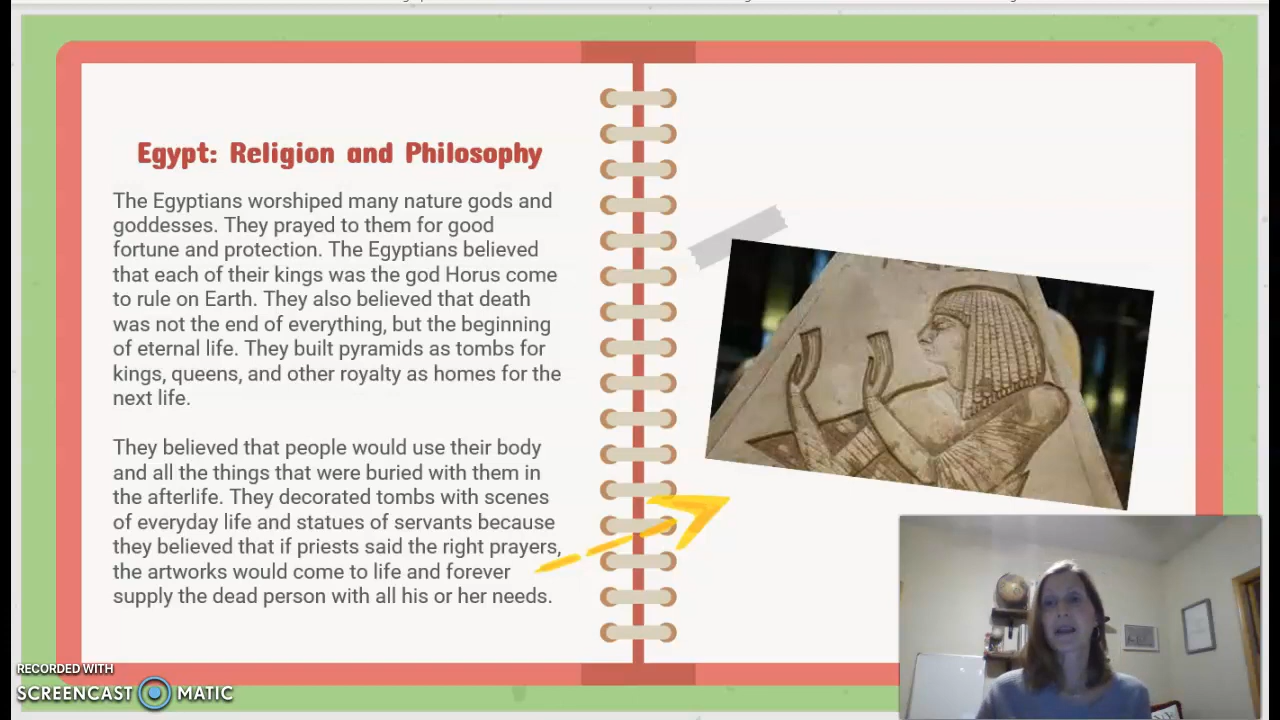 Egypt: Religion and Philosophy
The Egyptians worshiped many nature gods and
goddesses. They prayed to them for good
fortune and protection. The Egyptians believed
that each of their kings was the god Horus come
to rule on Earth. They also believed that death
was not the end of everything, but the beginning
of eternal life. They built pyramids as tombs for
kings, queens, and other royalty as homes for the
next life.
They believed that people would use their body
and all the things that were buried with them in
the afterlife. They decorated tombs with scenes
of everyday life and statues of servants because
they believed that if priests said the right prayers,
the artworks would come to life and forever
supply the dead person with all his or her needs.
RECORDED WITH
SCREENCAST MATIC